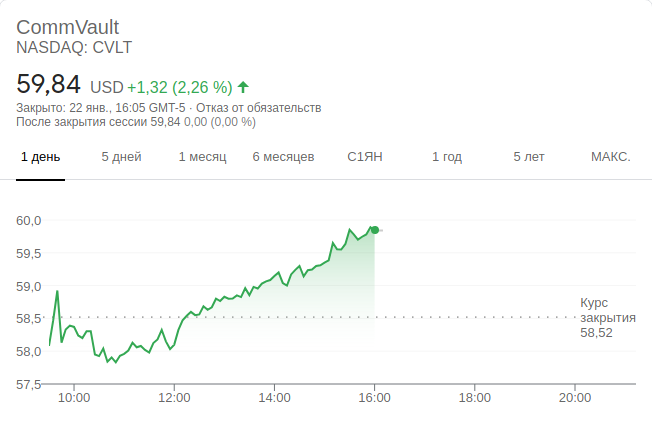 CommVault
NASDAQ: CVLT
59,84 USD +1,32 (2,26 %)
Закрыто: 22 янв., 16:05 GMT-5 · Отказ от обязательств
После закрытия сессии 59,84 0,00 (0,00 %)
1 день 5 дней 1 месяц 6 месяцев С1ЯН 1 год 5 лет МАКС.
60,0
59,5
59,0
58,5
58,0
57,5
Курс
закрытия
58,52
10:00 12:00 14:00 16:00 18:00 20:00